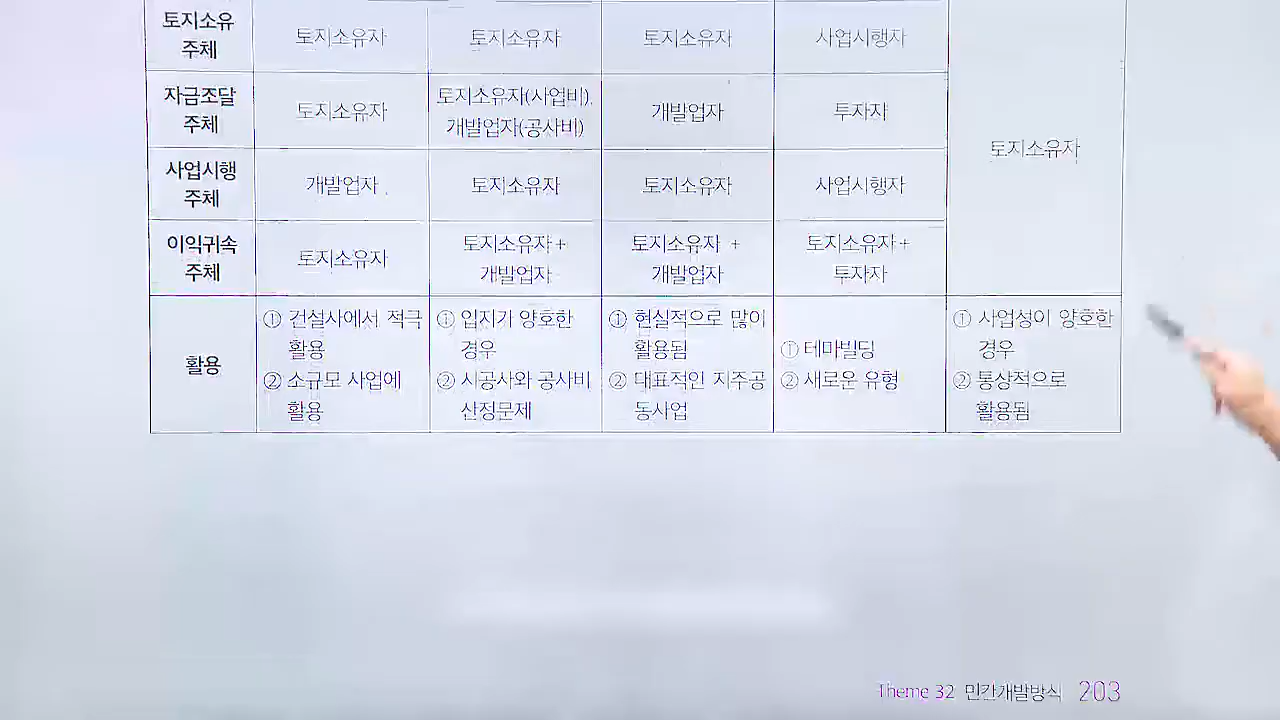 토지소유
주체
토지소유자
토지소유자
토지소유자
사업시행자
자금조달
주체
토지소유자
토지소유자(사업비),
개발업자(공사비)
개발업자
투자자
토지소유자
사업시행
주체
개발업자
토지소유자
토지소유자
사업시행자
이익귀속
주체
토지소유자
토지소유자+
개발업자
토지소유자 +
개발업자
토지소유자+
투자자
활용
① 건설사에서 적극
활용
② 소규모 사업에
활용
① 입지가 양호한
경우
② 시공사와 공사비
산정문제
① 현실적으로 많이
활용됨
② 대표적인 지주공
동사업
① 테마빌딩
② 새로운 유형
① 사업성이 양호한
경우
② 통상적으로
활용됨
Theme 32 민간개발방식 203